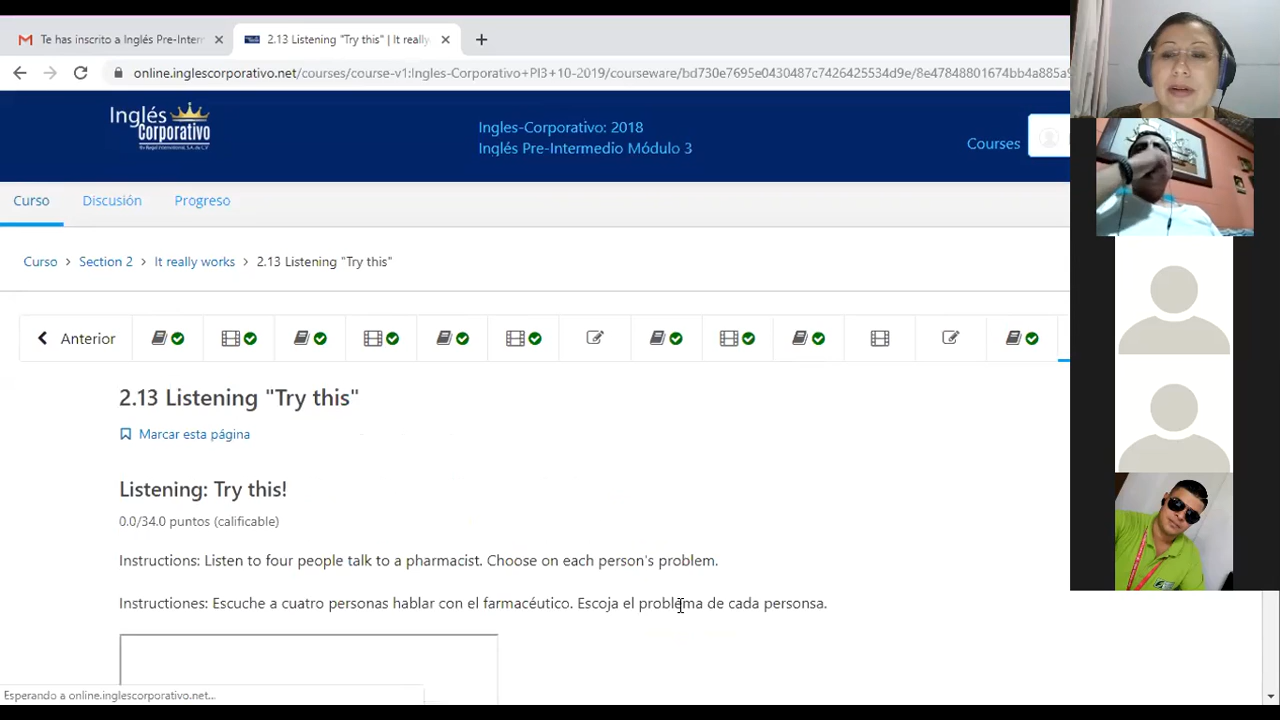 Te has inscrito a Inglés Pre-Interm
2.13 Listening "Try this" | It really
online.inglescorporativo.net/courses/course-v1:Ingles-Corporativo+PI3+10-2019/courseware/bd730e7695e0430487c7426425534d9e/8e47848801674bb4a885a9
Inglés
Corporativo
Ingles-Corporativo: 2018
Inglés Pre-Intermedio Módulo 3
Courses
Curso Discusión Progreso
Curso > Section 2 > It really works > 2.13 Listening "Try this"
Anterior
2.13 Listening "Try this"
Marcar esta página
Listening: Try this!
0.0/34.0 puntos (calificable)
Instructions: Listen to four people talk to a pharmacist. Choose on each person's problem.
Instructiones: Escuche a cuatro personas hablar con el farmacéutico. Escoja el problema de cada personsa.
Esperando a online.inglescorporativo.net...